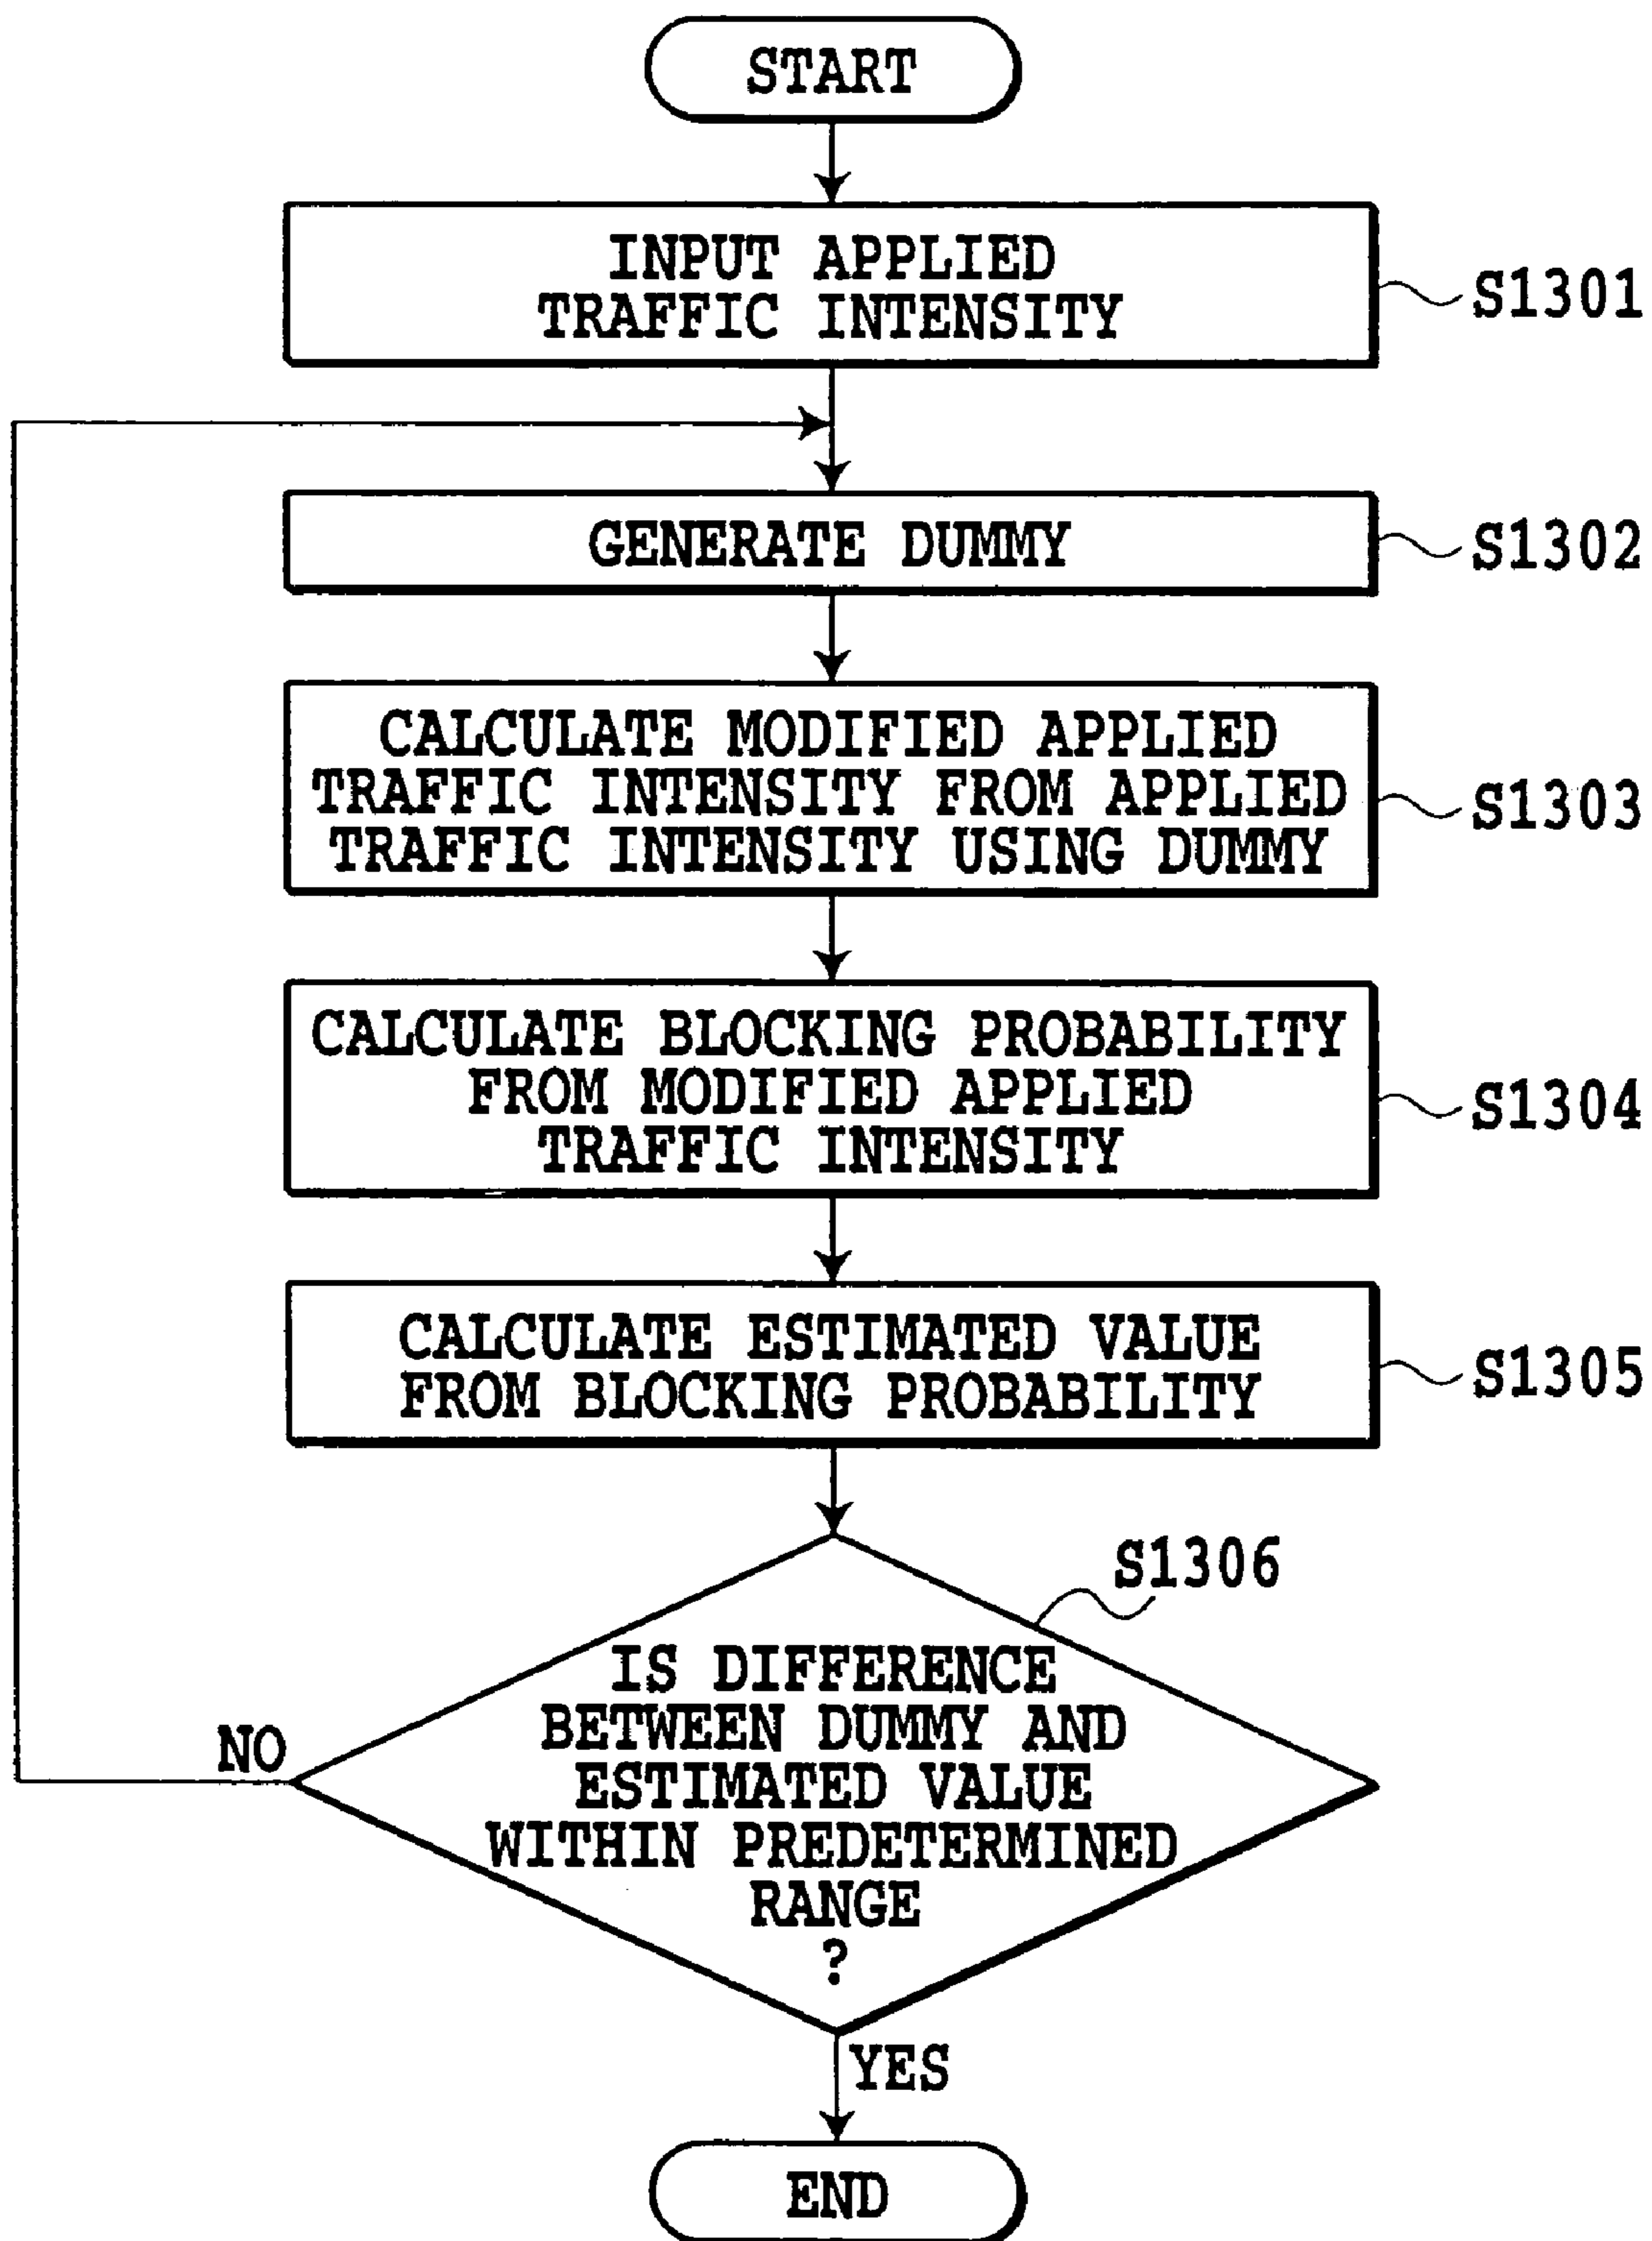 START
INPUT APPLIED
TRAFFIC INTENSITY
S1301
GENERATE DUMMY
S1302
CALCULATE MODIFIED APPLIED
TRAFFIC INTENSITY FROM APPLIED
TRAFFIC INTENSITY USING DUMMY
S1303
CALCULATE BLOCKING PROBABILITY
FROM MODIFIED APPLIED
TRAFFIC INTENSITY
S1304
CALCULATE ESTIMATED VALUE
FROM BLOCKING PROBABILITY
S1305
S1306
IS DIFFERENCE
BETWEEN DUMMY AND
ESTIMATED VALUE
WITHIN PREDETERMINED
RANGE
?
NO
YES
END